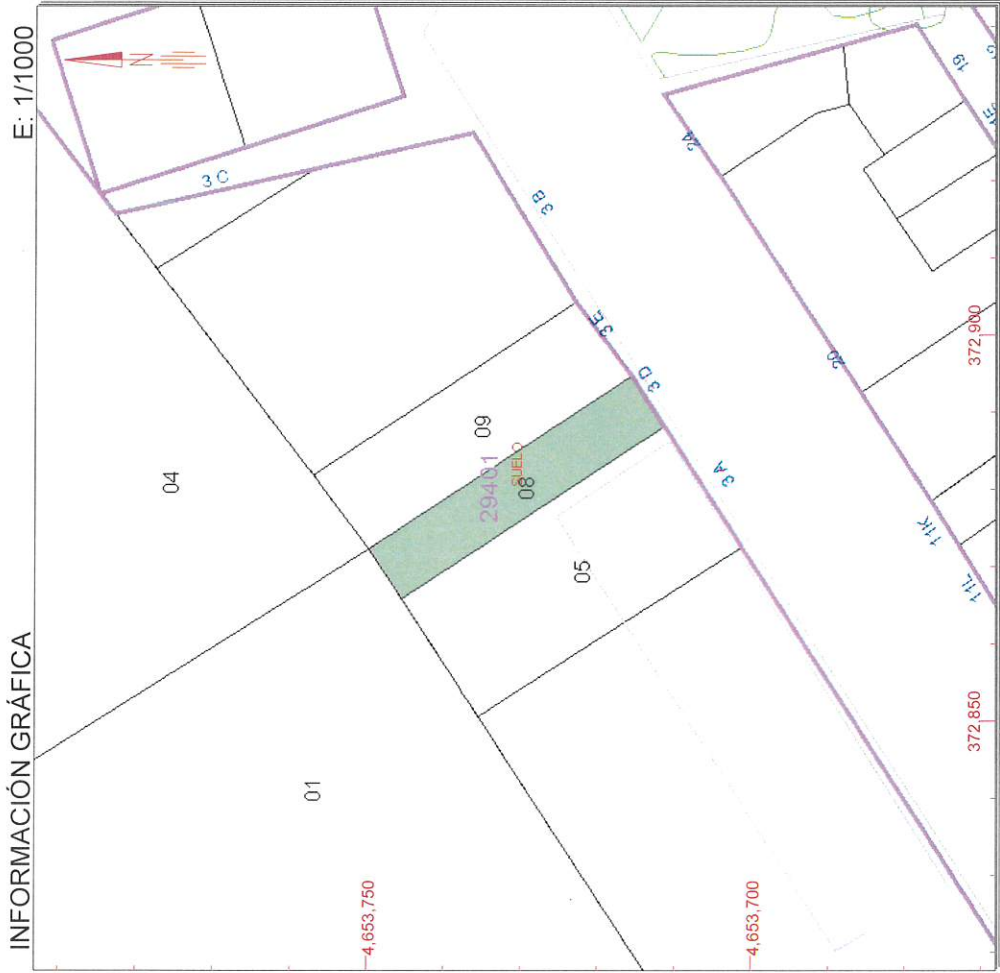 INFORMACIÓN GRÁFICA
E: 1/1000
N
3 C
04
3 B
24
19
01
09
29401
SUELO
08
3 E
3 D
20
372,900
05
3 A
11K
11L
4,653,750
4,653,700
372,850